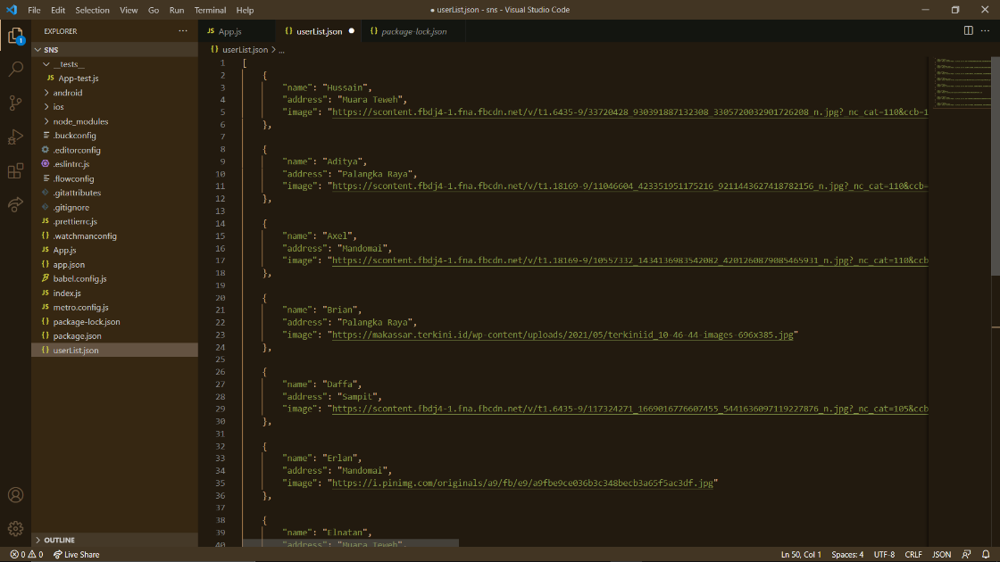 File Edit Selection View Go Run Terminal Help
● userList.json - sns - Visual Studio Code
EXPLORER
SNS
__tests__
JS App-test.js
android
ios
node_modules
.buckconfig
.editorconfig
.eslintrc.js
.flowconfig
.gitattributes
.gitignore
JS .prettierrc.js
{} .watchmanconfig
JS App.js
{} app.json
babel.config.js
JS index.js
JS metro.config.js
{} package-lock.json
{} package.json
{} userList.json
OUTLINE
JS App.js
{} userList.json ●
{} package-lock.json
{} userList.json > ...
1 [
2 {
3 "name": "Hussain",
4 "address": "Muara Teweh",
5 "image": "https://scontent.fbdj4-1.fna.fbcdn.net/v/t1.6435-9/33720428_930391887132308_3305720032901726208_n.jpg?_nc_cat=110&ccb=1
6 },
7
8 {
9 "name": "Aditya",
10 "address": "Palangka Raya",
11 "image": "https://scontent.fbdj4-1.fna.fbcdn.net/v/t1.18169-9/11046604_423351951175216_9211443627418782156_n.jpg?_nc_cat=110&ccb=
12 },
13
14 {
15 "name": "Axel",
16 "address": "Mandomai",
17 "image": "https://scontent.fbdj4-1.fna.fbcdn.net/v/t1.18169-9/10557332_1434136983542082_4201260879085465931_n.jpg?_nc_cat=110&ccb
18 },
19
20 {
21 "name": "Brian",
22 "address": "Palangka Raya",
23 "image": "https://makassar.terkini.id/wp-content/uploads/2021/05/terkiniid_10-46-44-images-696x385.jpg"
24 },
25
26 {
27 "name": "Daffa",
28 "address": "Sampit",
29 "image": "https://scontent.fbdj4-1.fna.fbcdn.net/v/t1.6435-9/117324271_1669016776607455_5441636097119227876_n.jpg?_nc_cat=105&ccb
30 },
31
32 {
33 "name": "Erlan",
34 "address": "Mandomai",
35 "image": "https://i.pinimg.com/originals/a9/fb/e9/a9fbe9ce036b3c348becb3a65f5ac3df.jpg"
36 },
37
38 {
39 "name": "Elnatan",
40 "address": "Muara Teweh",
1
0 0 Live Share
Ln 50, Col 1 Spaces: 4 UTF-8 CRLF JSON